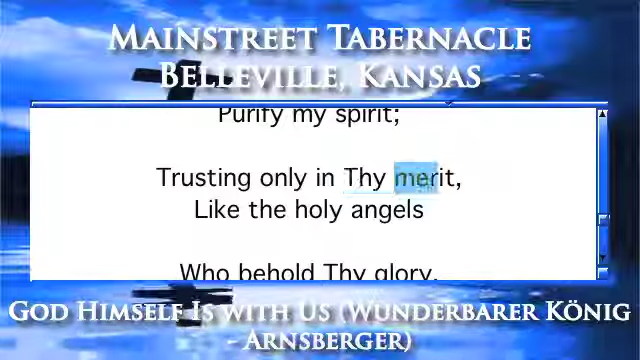 Mainstreet Tabernacle
Belleville, Kansas
Purify my spirit;
Trusting only in Thy merit,
Like the holy angels
Who behold Thy glory,
God Himself Is with Us (Wunderbarer König
- Arnsberger)